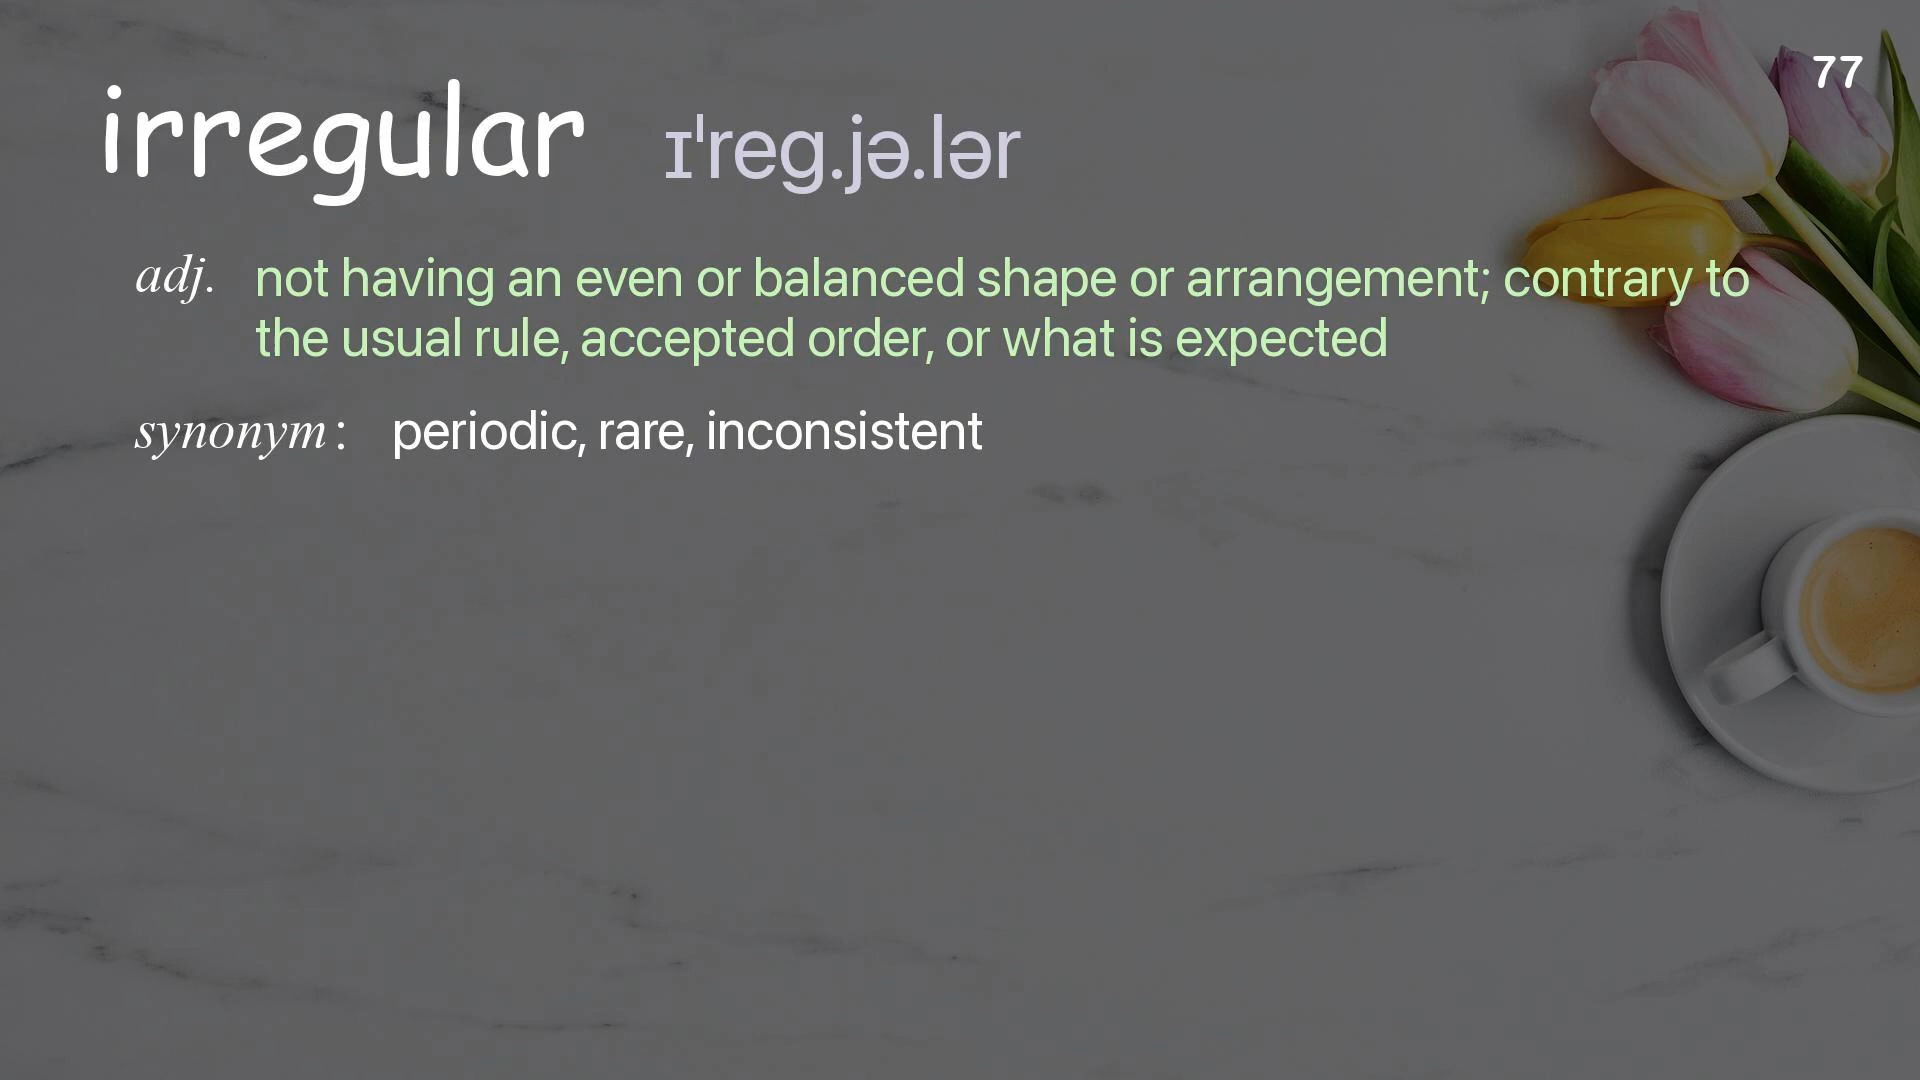 77
irregular ɪˈreg.jə.lər
adj. not having an even or balanced shape or arrangement; contrary to
the usual rule, accepted order, or what is expected
synonym : periodic, rare, inconsistent